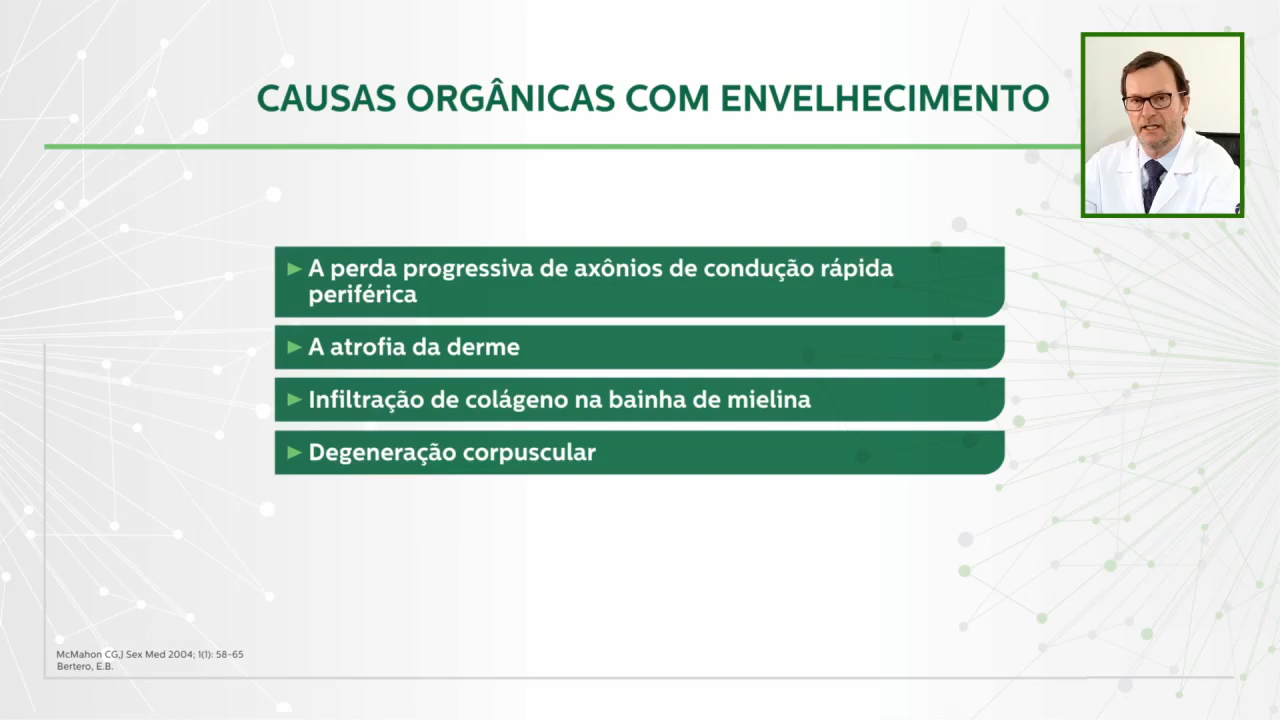 CAUSAS ORGÂNICAS COM ENVELHECIMENTO
► A perda progressiva de axônios de condução rápida
periférica
► A atrofia da derme
► Infiltração de colágeno na bainha de mielina
► Degeneração corpuscular
McMahon CG,J Sex Med 2004; 1(1): 58-65
Bertero, E.B.